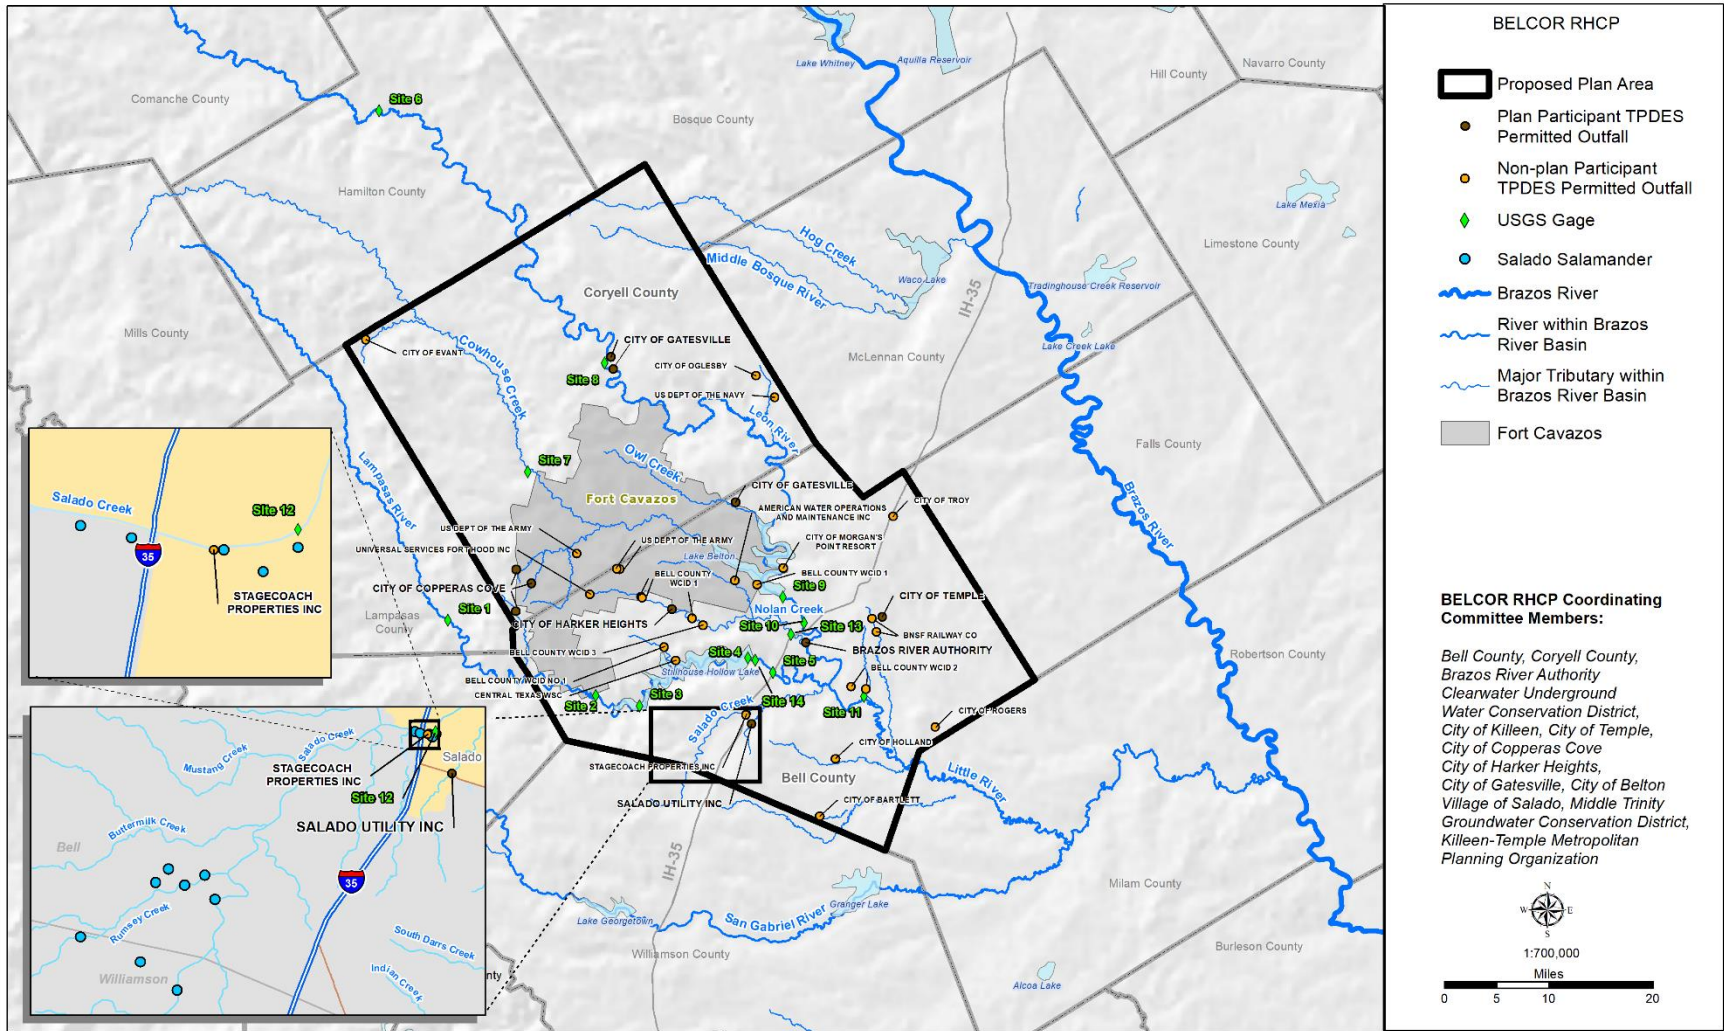 Comanche County
Site 6
Hamilton County
Mills County
Bosque County
Lake Whitney
Aquilla Reservoir
Hill County
Navarro County
Lake Mexia
Limestone County
Hog Creek
Middle Bosque River
Waco Lake
Tradinghouse Creek Reservoir
IH-35
Lake Creek Lake
McLennan County
Coryell County
CITY OF EVANT
Cowhouse Creek
CITY OF GATESVILLE
Site 8
CITY OF OGLESBY
US DEPT OF THE NAVY
Leon River
Falls County
Brazos River
Robertson County
Lampasas River
Site 7
Owl Creek
Fort Cavazos
CITY OF GATESVILLE
AMERICAN WATER OPERATIONS
AND MAINTENANCE INC
CITY OF TROY
US DEPT OF THE ARMY
UNIVERSAL SERVICES FORT HOOD INC
US DEPT OF THE ARMY
Lake Belton
CITY OF MORGAN'S
POINT RESORT
BELL COUNTY
WCID 1
BELL COUNTY WCID 1
CITY OF COPPERAS COVE
Site 9
Site 1
Lampasas
County
Nolan Creek
CITY OF TEMPLE
CITY OF HARKER HEIGHTS
Site 10
Site 13
BNSF RAILWAY CO
BRAZOS RIVER AUTHORITY
BELL COUNTY WCID 3
Site 4
Site 5
BELL COUNTY WCID 2
BELL COUNTY WCID NO 1
Stillhouse Hollow Lake
CENTRAL TEXAS WSC
Site 2
Site 3
Site 14
Site 11
Salado Creek
CITY OF ROGERS
CITY OF HOLLAND
STAGECOACH PROPERTIES INC
Bell County
Little River
SALADO UTILITY INC
CITY OF BARTLETT
IH-35
Milam County
Granger Lake
Lake Georgetown
San Gabriel River
Williamson County
Burleson County
Alcoa Lake
nty
Salado Creek
Site 12
35
STAGECOACH
PROPERTIES INC
Mustang Creek
Salado Creek
Salado
STAGECOACH
PROPERTIES INC
Site 12
SALADO UTILITY INC
Buttermilk Creek
Bell
35
Rumsey Creek
South Darrs Creek
Indian Creek
Williamson
BELCOR RHCP
Proposed Plan Area
Plan Participant TPDES
Permitted Outfall
Non-plan Participant
TPDES Permitted Outfall
USGS Gage
Salado Salamander
Brazos River
River within Brazos
River Basin
Major Tributary within
Brazos River Basin
Fort Cavazos
BELCOR RHCP Coordinating
Committee Members:
Bell County, Coryell County,
Brazos River Authority
Clearwater Underground
Water Conservation District,
City of Killeen, City of Temple,
City of Copperas Cove
City of Harker Heights,
City of Gatesville, City of Belton
Village of Salado, Middle Trinity
Groundwater Conservation District,
Killeen-Temple Metropolitan
Planning Organization
N
W E
S
1:700,000
Miles
0 5 10 20